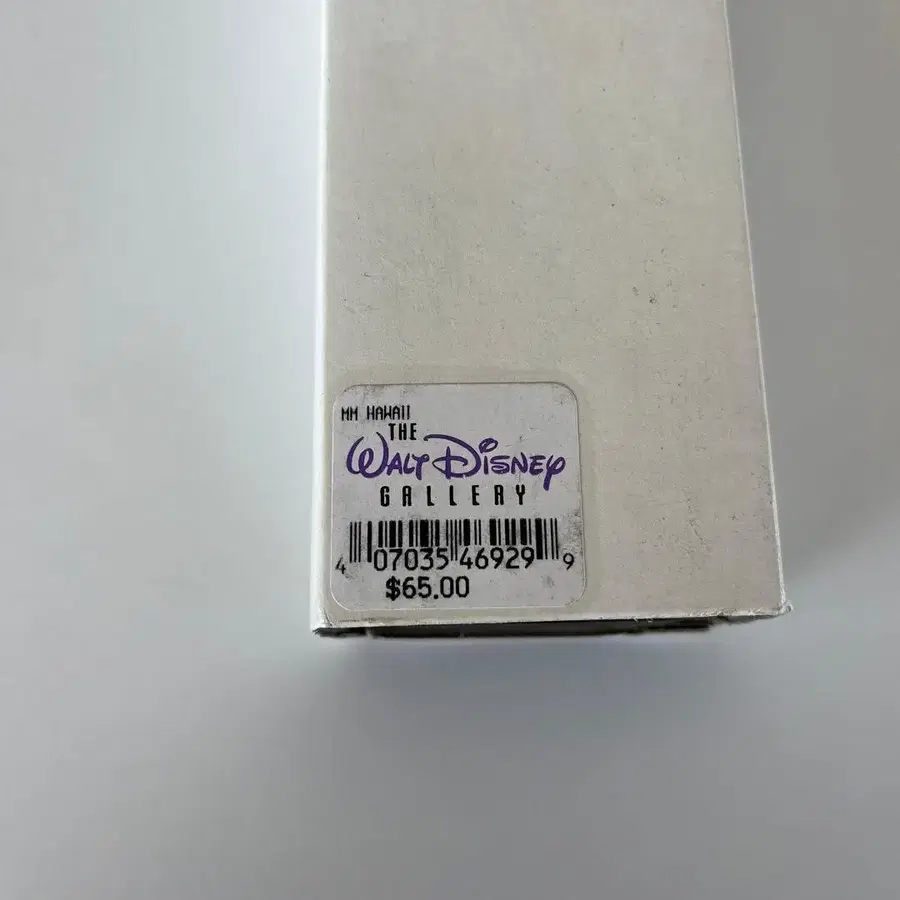 MM HAWAII
THE
WALT DISNEY
GALLERY
4 07035 46929 9
$65.00